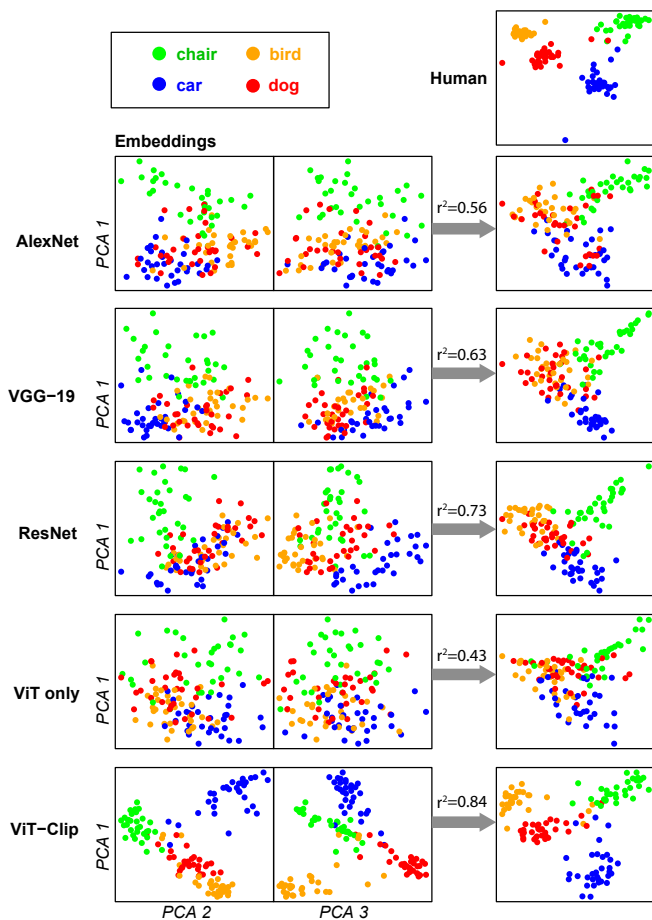 chair
bird
car
dog
Human
Embeddings
AlexNet
PCA 1
r²=0.56
VGG−19
PCA 1
r²=0.63
ResNet
PCA 1
r²=0.73
ViT only
PCA 1
r²=0.43
ViT−Clip
PCA 1
r²=0.84
PCA 2
PCA 3